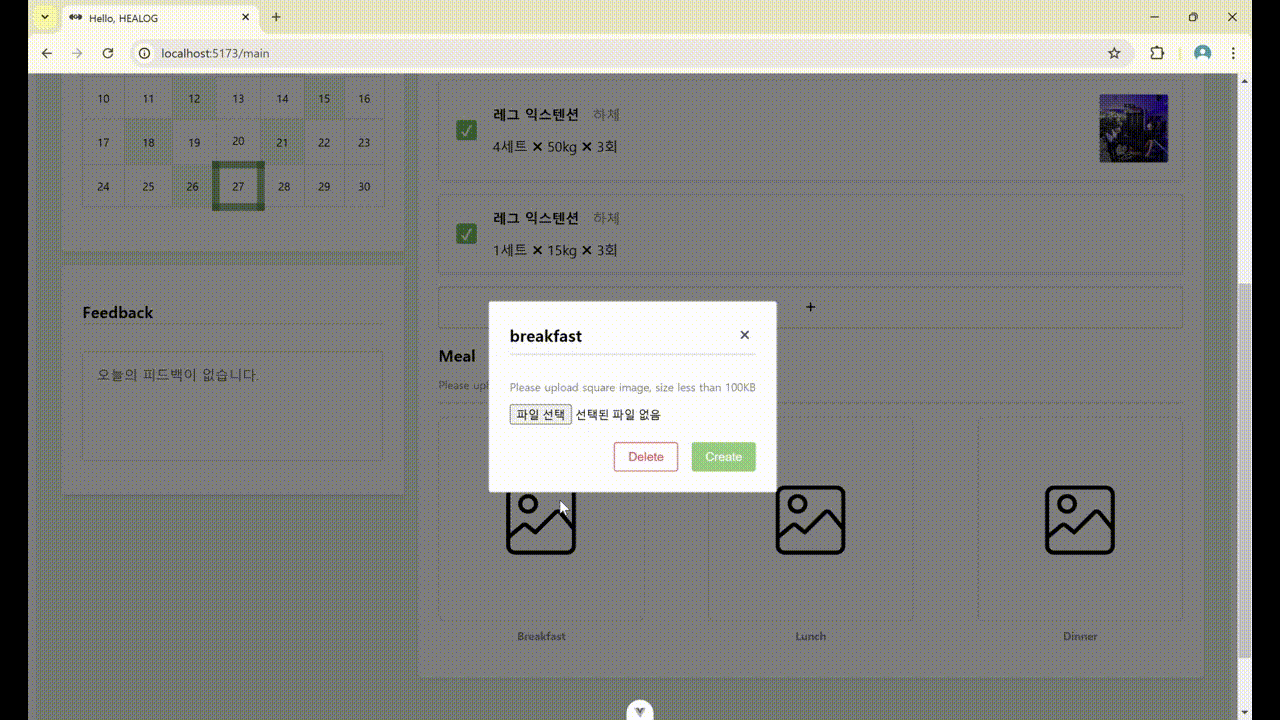 Hello, HEALOG
localhost:5173/main
10 11 12 13 14 15 16
17 18 19 20 21 22 23
24 25 26 27 28 29 30
Feedback
오늘의 피드백이 없습니다.
레그 익스텐션 하체
4세트 × 50kg × 3회
레그 익스텐션 하체
1세트 × 15kg × 3회
+
Meal
Please upl
breakfast
Please upload square image, size less than 100KB
파일 선택 선택된 파일 없음
Delete Create
Breakfast Lunch Dinner